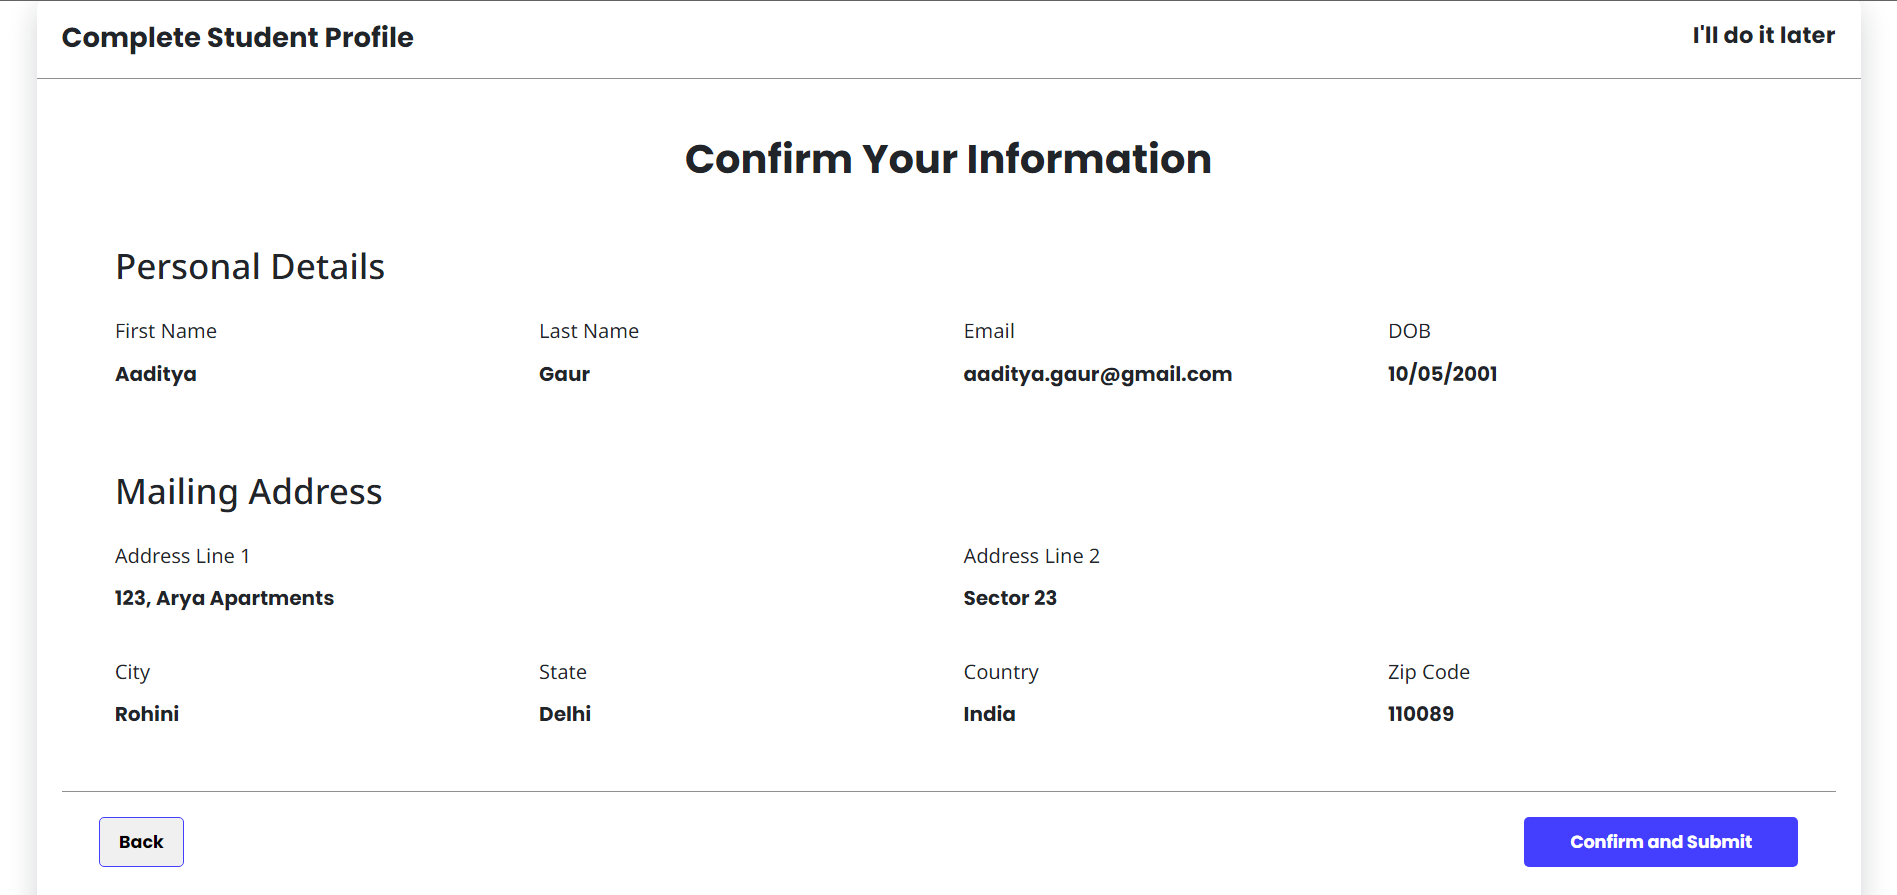 Complete Student Profile
I'll do it later
Confirm Your Information
Personal Details
First Name Last Name Email DOB
Aaditya Gaur aaditya.gaur@gmail.com 10/05/2001
Mailing Address
Address Line 1 Address Line 2
123, Arya Apartments Sector 23
City State Country Zip Code
Rohini Delhi India 110089
Back Confirm and Submit